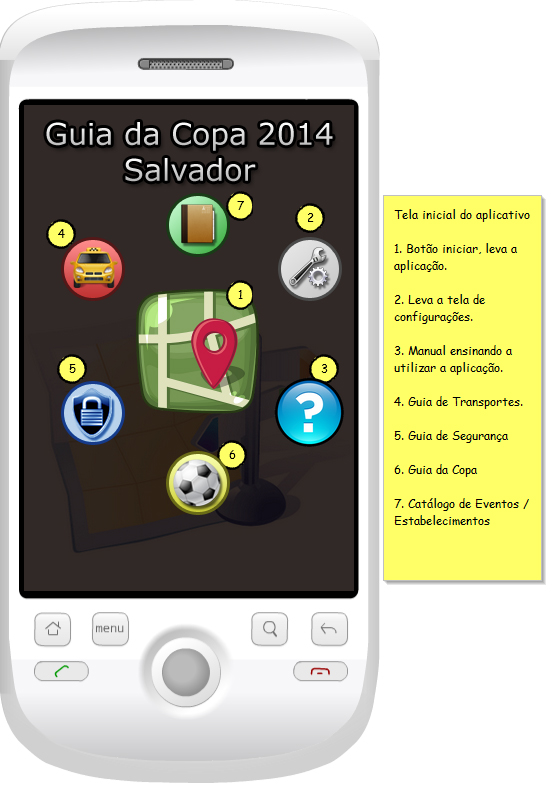 Guia da Copa 2014
Salvador
7
2
4
1
5
3
6
menu
Tela inicial do aplicativo
1. Botão iniciar, leva a
aplicação.
2. Leva a tela de
configurações.
3. Manual ensinando a
utilizar a aplicação.
4. Guia de Transportes.
5. Guia de Segurança
6. Guia da Copa
7. Catálogo de Eventos /
Estabelecimentos